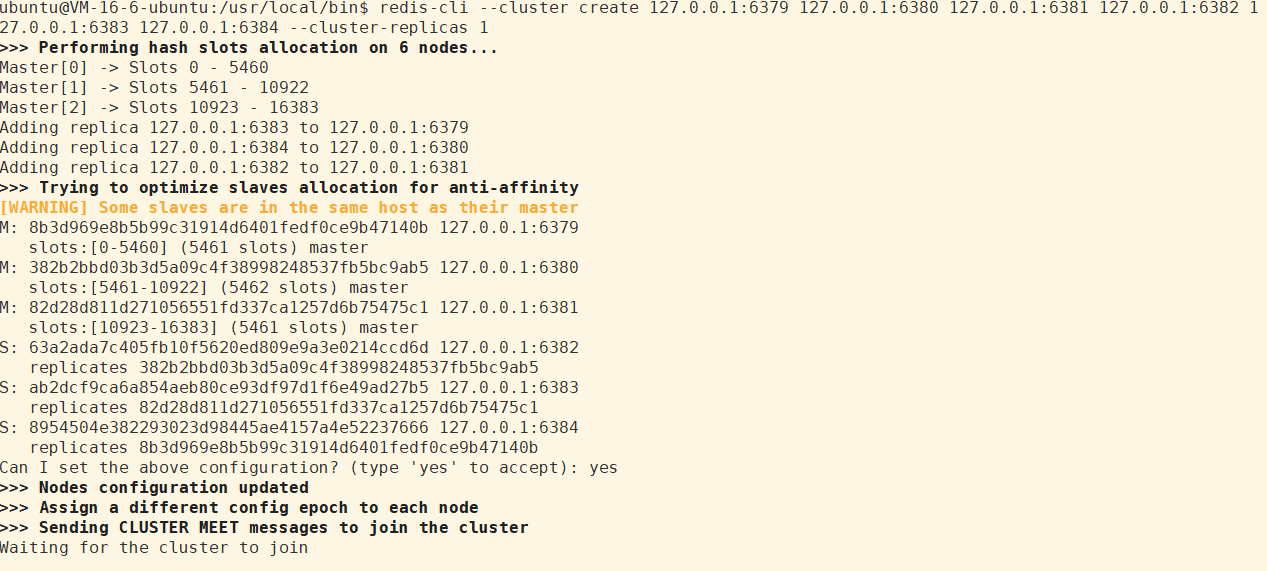 ubuntu@VM-16-6-ubuntu:/usr/local/bin$ redis-cli --cluster create 127.0.0.1:6379 127.0.0.1:6380 127.0.0.1:6381 127.0.0.1:6382 1
27.0.0.1:6383 127.0.0.1:6384 --cluster-replicas 1
>>> Performing hash slots allocation on 6 nodes...
Master[0] -> Slots 0 - 5460
Master[1] -> Slots 5461 - 10922
Master[2] -> Slots 10923 - 16383
Adding replica 127.0.0.1:6383 to 127.0.0.1:6379
Adding replica 127.0.0.1:6384 to 127.0.0.1:6380
Adding replica 127.0.0.1:6382 to 127.0.0.1:6381
>>> Trying to optimize slaves allocation for anti-affinity
[WARNING] Some slaves are in the same host as their master
M: 8b3d969e8b5b99c31914d6401fedf0ce9b47140b 127.0.0.1:6379
   slots:[0-5460] (5461 slots) master
M: 382b2bbd03b3d5a09c4f38998248537fb5bc9ab5 127.0.0.1:6380
   slots:[5461-10922] (5462 slots) master
M: 82d28d811d271056551fd337ca1257d6b75475c1 127.0.0.1:6381
   slots:[10923-16383] (5461 slots) master
S: 63a2ada7c405fb10f5620ed809e9a3e0214ccd6d 127.0.0.1:6382
   replicates 382b2bbd03b3d5a09c4f38998248537fb5bc9ab5
S: ab2dcf9ca6a854aeb80ce93df97d1f6e49ad27b5 127.0.0.1:6383
   replicates 82d28d811d271056551fd337ca1257d6b75475c1
S: 8954504e382293023d98445ae4157a4e52237666 127.0.0.1:6384
   replicates 8b3d969e8b5b99c31914d6401fedf0ce9b47140b
Can I set the above configuration? (type 'yes' to accept): yes
>>> Nodes configuration updated
>>> Assign a different config epoch to each node
>>> Sending CLUSTER MEET messages to join the cluster
Waiting for the cluster to join